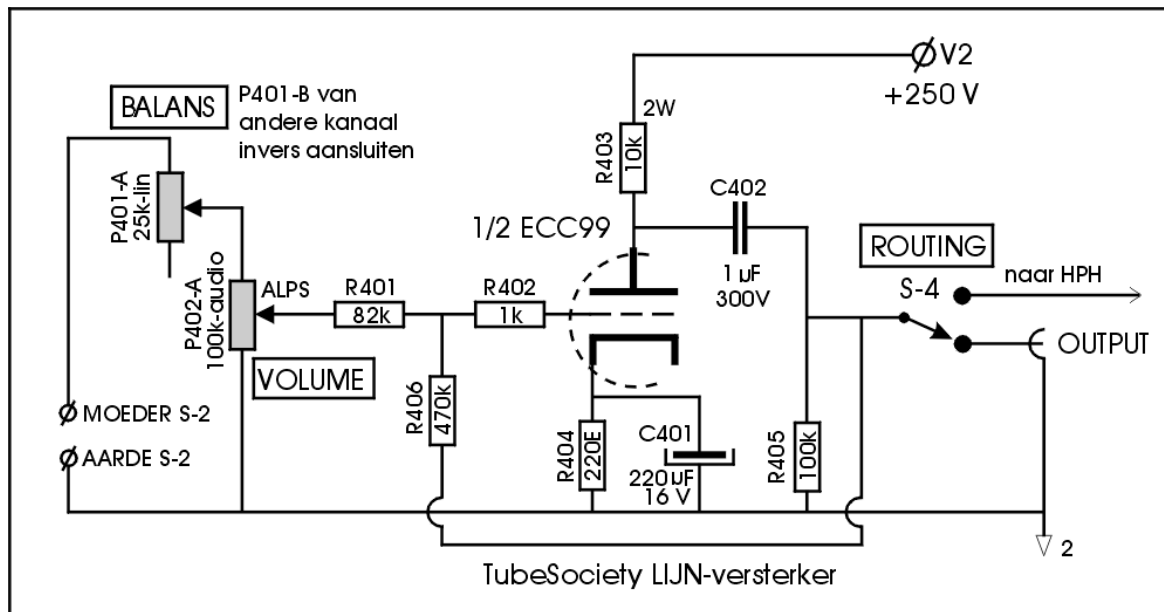 BALANS
P401-B van
andere kanaal
invers aansluiten
V2
+250 V
2W
R403
10k
P401-A
25k-lin
C402
1 µF
300V
1/2 ECC99
ROUTING
S-4
naar HPH
OUTPUT
P402-A
100k-audio
ALPS
R401
82k
R402
1k
VOLUME
R406
470k
MOEDER S-2
AARDE S-2
R404
220E
C401
220µF
16 V
R405
100k
2
TubeSociety LIJN-versterker